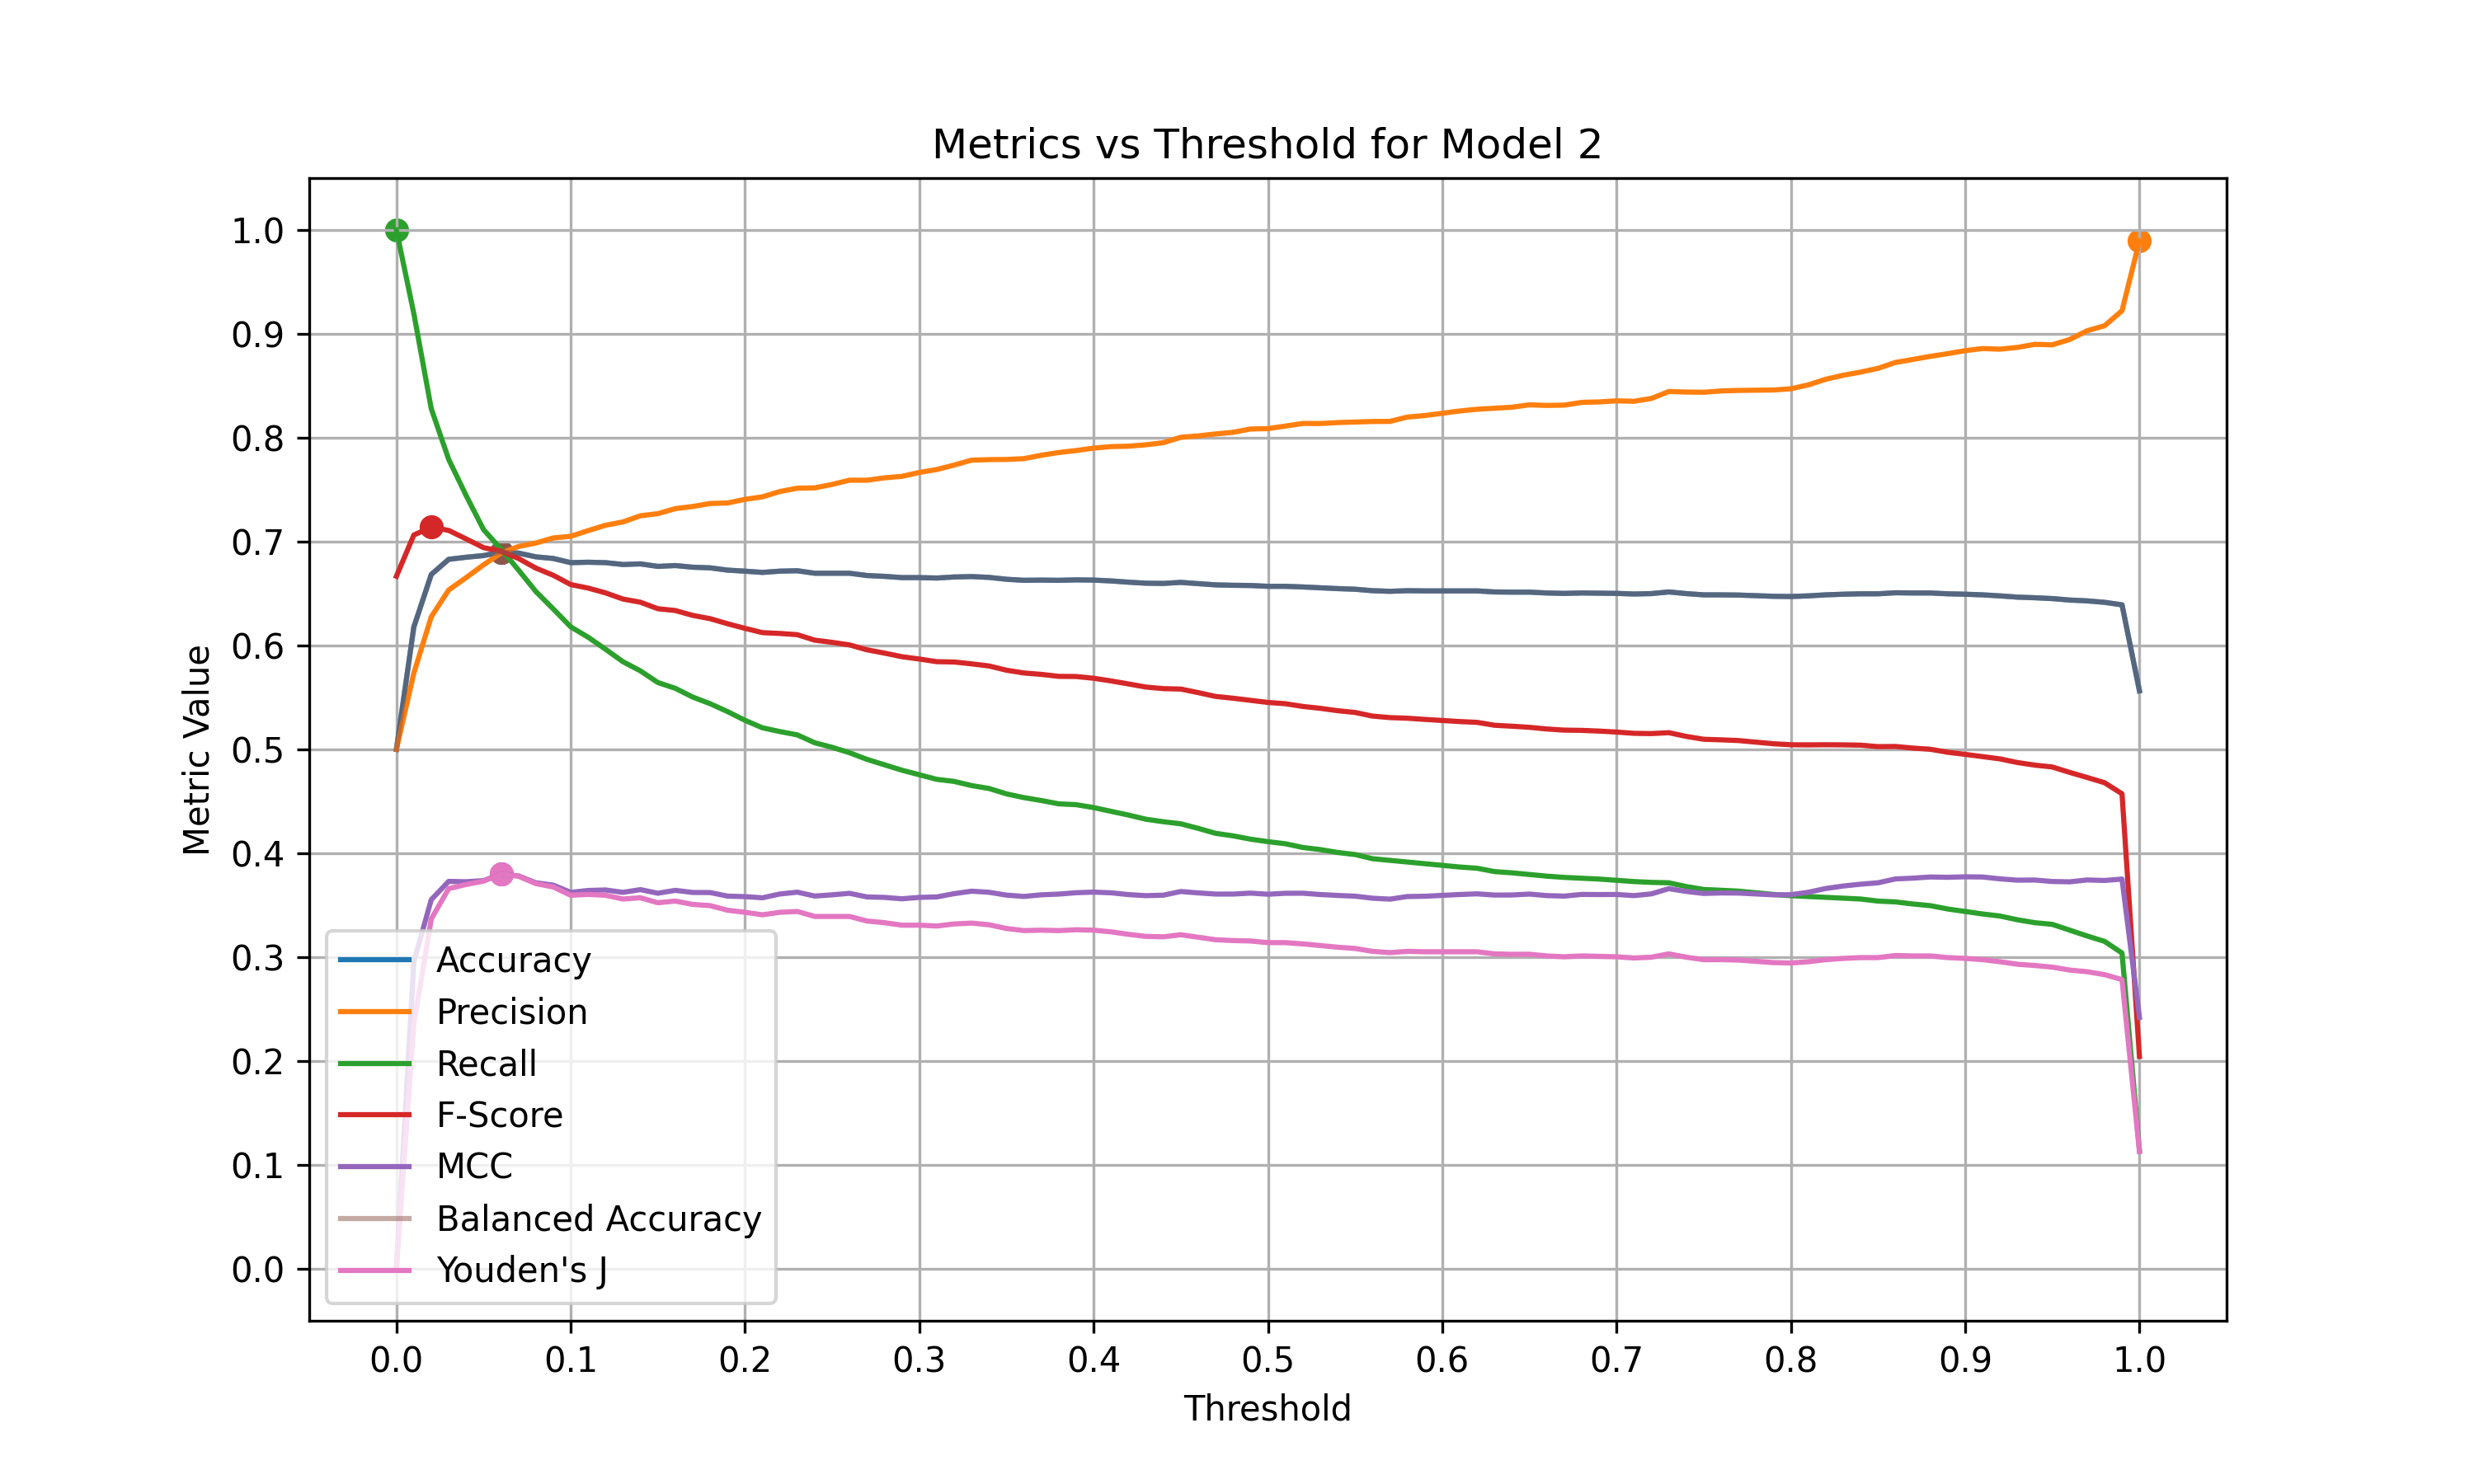 Metrics vs Threshold for Model 2
Metric Value
1.0
0.9
0.8
0.7
0.6
0.5
0.4
0.3
0.2
0.1
0.0
Accuracy
Precision
Recall
F-Score
MCC
Balanced Accuracy
Youden's J
0.0 0.1 0.2 0.3 0.4 0.5 0.6 0.7 0.8 0.9 1.0
Threshold